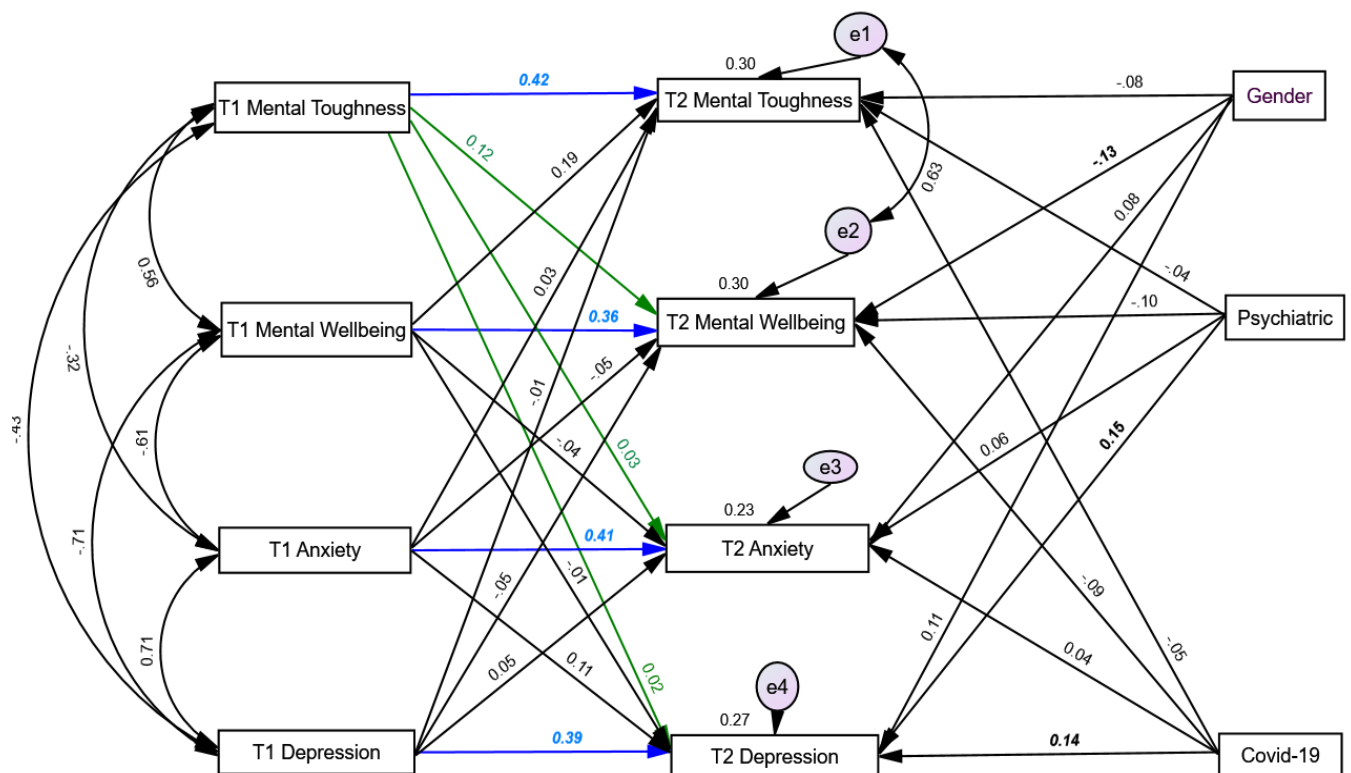 e1
0.30
0.42
-.08
T1 Mental Toughness
T2 Mental Toughness
Gender
0.12
0.19
0.63
-.13
0.08
e2
0.56
0.03
-.04
0.30
-.10
T1 Mental Wellbeing
0.36
T2 Mental Wellbeing
Psychiatric
-.32
-.05
-.01
-.43
-.61
-.04
0.03
0.06
0.15
e3
-.71
0.23
T1 Anxiety
0.41
T2 Anxiety
-.01
-.05
-.09
0.11
0.71
0.05
0.11
0.02
0.04
-.05
e4
0.27
T1 Depression
0.39
T2 Depression
0.14
Covid-19